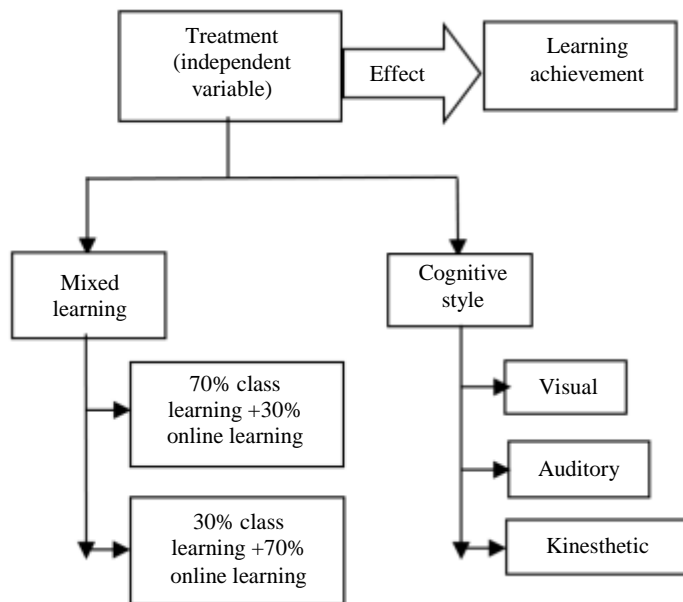 Treatment
(independent
variable)
Effect
Learning
achievement
Mixed
learning
Cognitive
style
70% class
learning +30%
online learning
30% class
learning +70%
online learning
Visual
Auditory
Kinesthetic